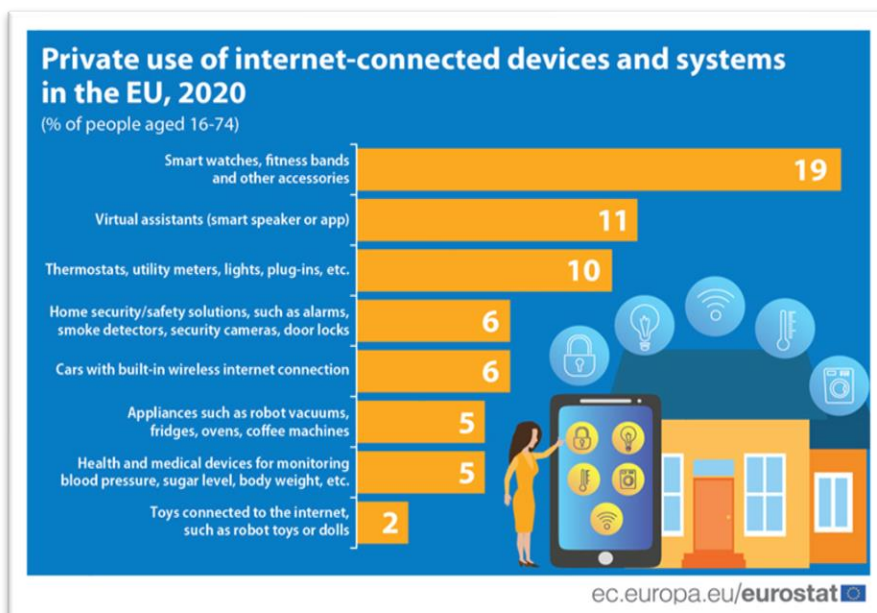 Private use of internet-connected devices and systems
in the EU, 2020
(% of people aged 16-74)
Smart watches, fitness bands
and other accessories
19
Virtual assistants (smart speaker or app)
11
Thermostats, utility meters, lights, plug-ins, etc.
10
Home security/safety solutions, such as alarms,
smoke detectors, security cameras, door locks
6
Cars with built-in wireless internet connection
6
Appliances such as robot vacuums,
fridges, ovens, coffee machines
5
Health and medical devices for monitoring
blood pressure, sugar level, body weight, etc.
5
Toys connected to the internet,
such as robot toys or dolls
2
ec.europa.eu/eurostat